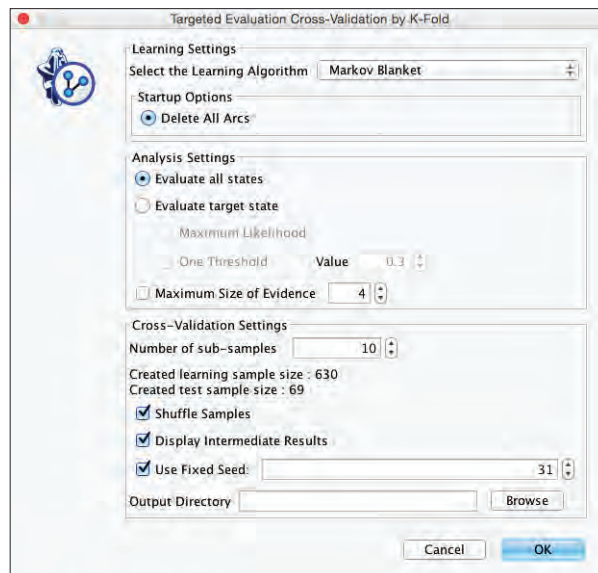 Targeted Evaluation Cross-Validation by K-Fold
Learning Settings
Select the Learning Algorithm Markov Blanket
Startup Options
Delete All Arcs
Analysis Settings
Evaluate all states
Evaluate target state
Maximum Likelihood
One Threshold Value 0.3
Maximum Size of Evidence 4
Cross-Validation Settings
Number of sub-samples 10
Created learning sample size : 630
Created test sample size : 69
Shuffle Samples
Display Intermediate Results
Use Fixed Seed: 31
Output Directory Browse
Cancel OK